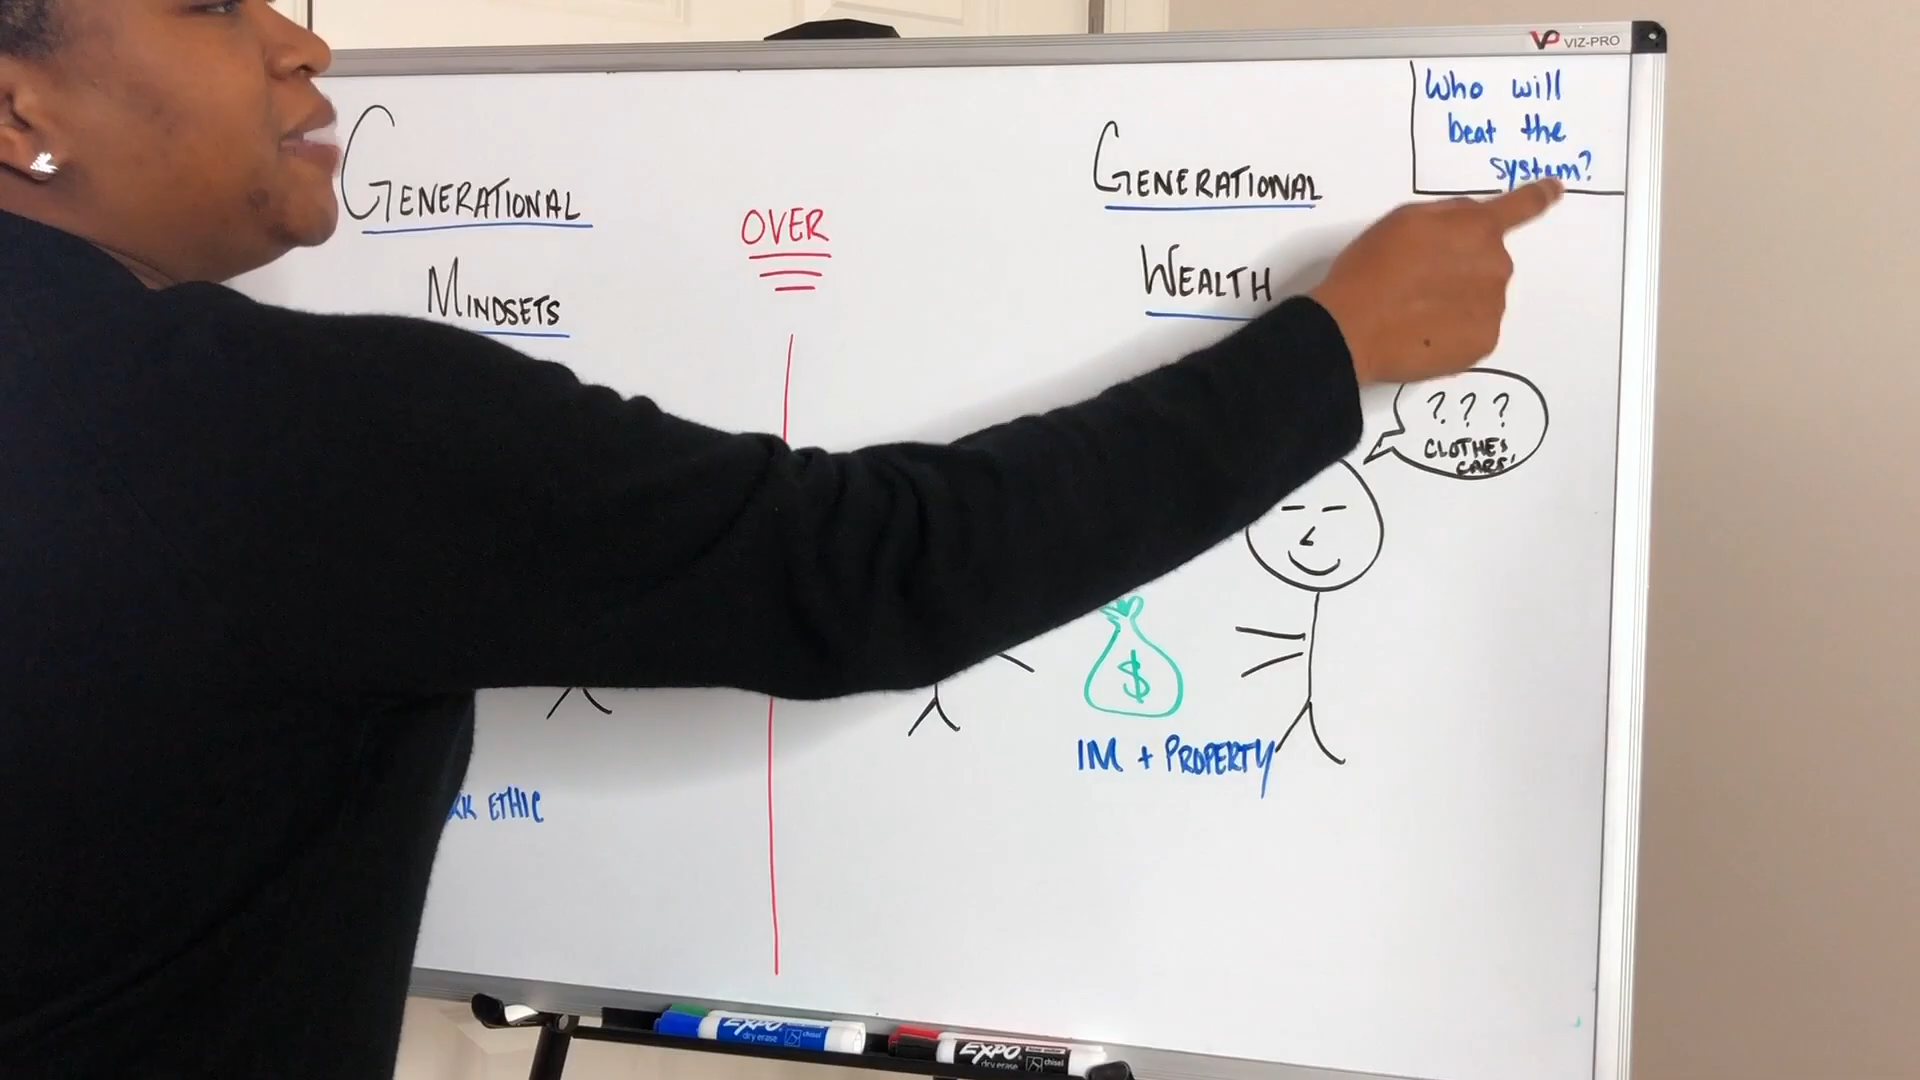 VP VIZ-PRO
Who will
beat the
system?
GENERATIONAL
MINDSETS
OVER
GENERATIONAL
WEALTH
? ? ?
CLOTHES
CARS!
$
1M + PROPERTY
ETHIC
EXPO
dry erase
chisel
EXPO
dry erase
chisel